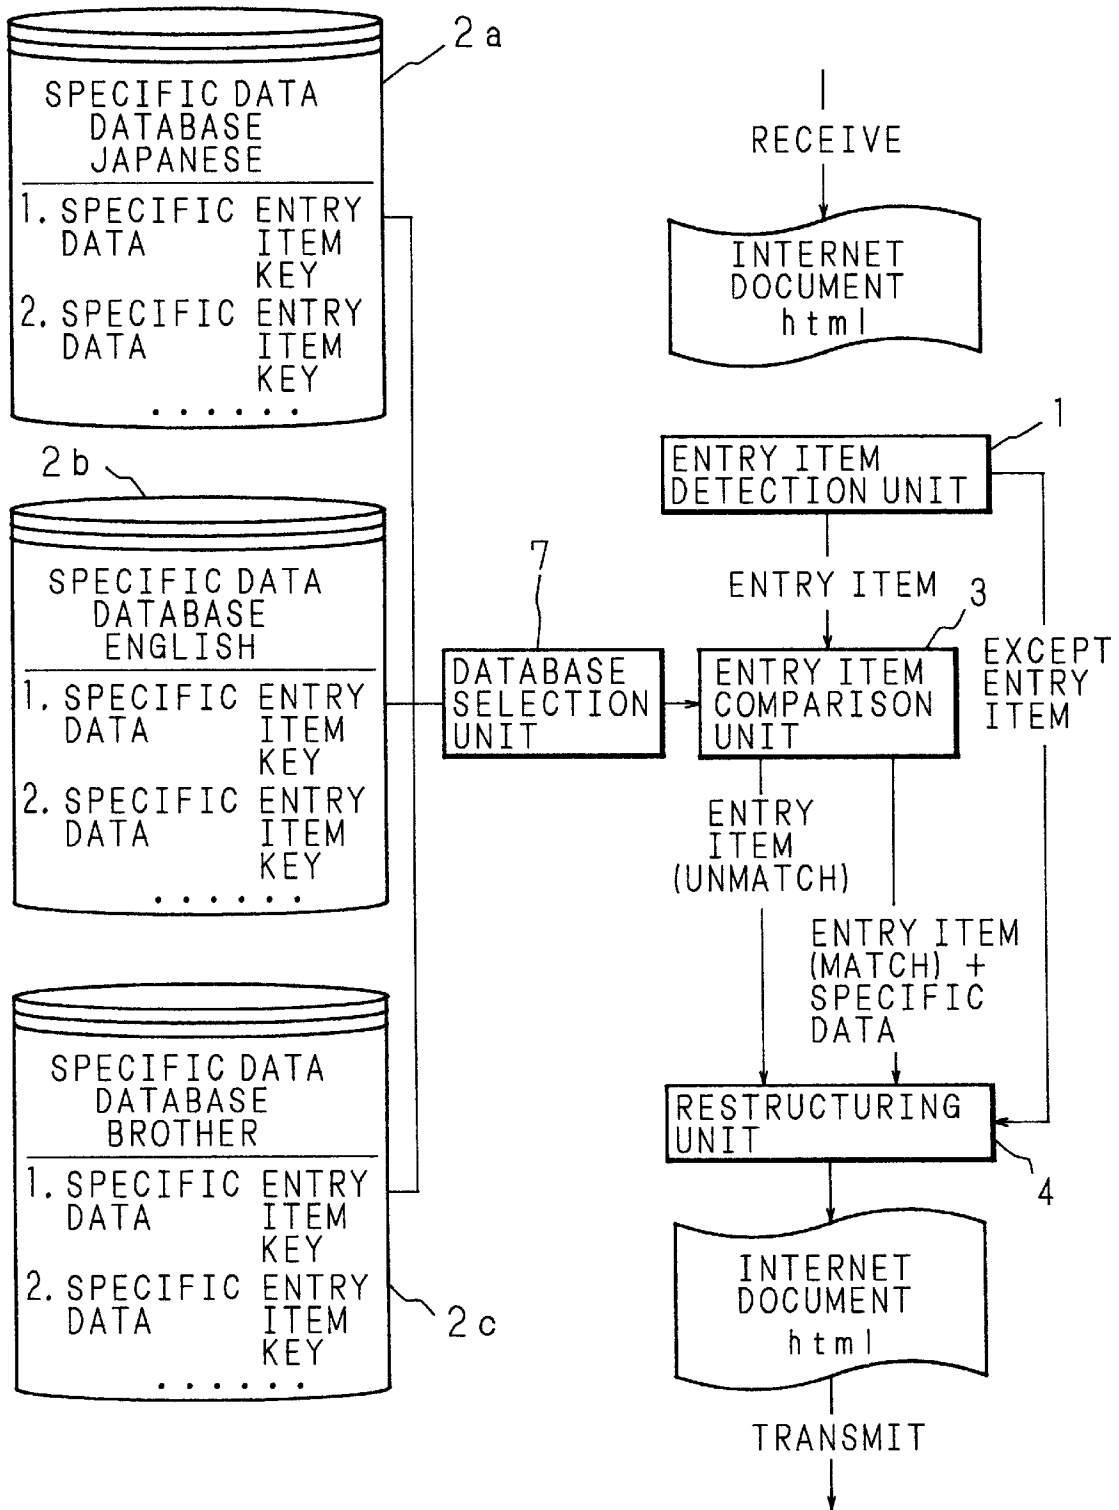 2a
SPECIFIC DATA
DATABASE
JAPANESE
1. SPECIFIC ENTRY
DATA ITEM
KEY
2. SPECIFIC ENTRY
DATA ITEM
KEY
......
2b
SPECIFIC DATA
DATABASE
ENGLISH
1. SPECIFIC ENTRY
DATA ITEM
KEY
2. SPECIFIC ENTRY
DATA ITEM
KEY
......
SPECIFIC DATA
DATABASE
BROTHER
1. SPECIFIC ENTRY
DATA ITEM
KEY
2. SPECIFIC ENTRY
DATA ITEM
KEY
......
2c
7
DATABASE
SELECTION
UNIT
RECEIVE
INTERNET
DOCUMENT
html
1
ENTRY ITEM
DETECTION UNIT
ENTRY ITEM
3
ENTRY ITEM
COMPARISON
UNIT
EXCEPT
ENTRY
ITEM
ENTRY
ITEM
(UNMATCH)
ENTRY ITEM
(MATCH) +
SPECIFIC
DATA
RESTRUCTURING
UNIT
4
INTERNET
DOCUMENT
html
TRANSMIT